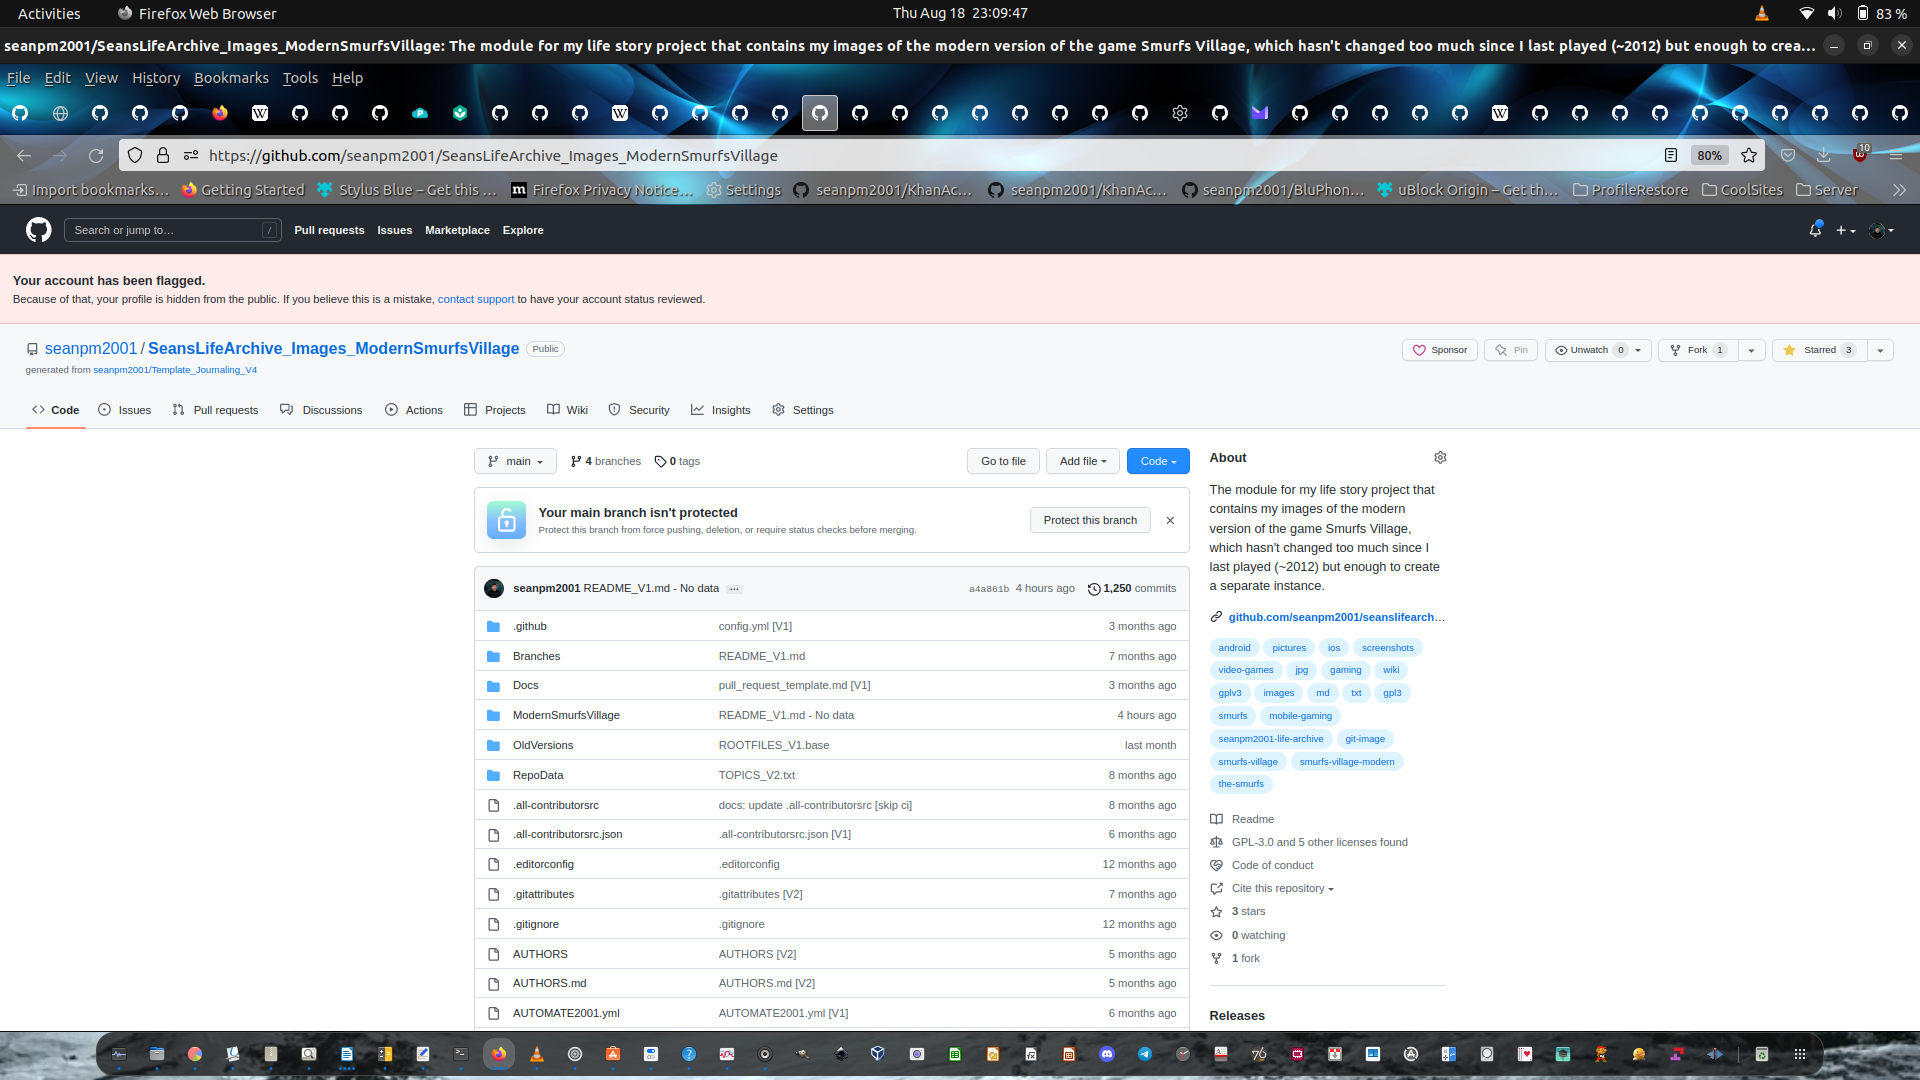 Activities Firefox Web Browser Thu Aug 18 23:09:47 83 %
seanpm2001/SeansLifeArchive_Images_ModernSmurfsVillage: The module for my life story project that contains my images of the modern version of the game Smurfs Village, which hasn't changed too much since I last played (~2012) but enough to crea...
File Edit View History Bookmarks Tools Help
https://github.com/seanpm2001/SeansLifeArchive_Images_ModernSmurfsVillage 80% 10
Import bookmarks... Getting Started Stylus Blue – Get this ... Firefox Privacy Notice... Settings seanpm2001/KhanAc... seanpm2001/KhanAc... seanpm2001/BluPhon... uBlock Origin – Get th... ProfileRestore CoolSites Server
Search or jump to... / Pull requests Issues Marketplace Explore
Your account has been flagged.
Because of that, your profile is hidden from the public. If you believe this is a mistake, contact support to have your account status reviewed.
seanpm2001 / SeansLifeArchive_Images_ModernSmurfsVillage Public Sponsor Pin Unwatch 0 Fork 1 Starred 3
generated from seanpm2001/Template_Journaling_V4
Code Issues Pull requests Discussions Actions Projects Wiki Security Insights Settings
main 4 branches 0 tags Go to file Add file Code
Your main branch isn't protected
Protect this branch from force pushing, deletion, or require status checks before merging.
Protect this branch
seanpm2001 README_V1.md - No data ... a4a861b 4 hours ago 1,250 commits
.github config.yml [V1] 3 months ago
Branches README_V1.md 7 months ago
Docs pull_request_template.md [V1] 3 months ago
ModernSmurfsVillage README_V1.md - No data 4 hours ago
OldVersions ROOTFILES_V1.base last month
RepoData TOPICS_V2.txt 8 months ago
.all-contributorsrc docs: update .all-contributorsrc [skip ci] 8 months ago
.all-contributorsrc.json .all-contributorsrc.json [V1] 6 months ago
.editorconfig .editorconfig 12 months ago
.gitattributes .gitattributes [V2] 7 months ago
.gitignore .gitignore 12 months ago
AUTHORS AUTHORS [V2] 5 months ago
AUTHORS.md AUTHORS.md [V2] 5 months ago
AUTOMATE2001.yml AUTOMATE2001.yml [V1] 6 months ago
About
The module for my life story project that
contains my images of the modern
version of the game Smurfs Village,
which hasn't changed too much since I
last played (~2012) but enough to create
a separate instance.
github.com/seanpm2001/seanslifearch...
android pictures ios screenshots
video-games jpg gaming wiki
gplv3 images md txt gpl3
smurfs mobile-gaming
seanpm2001-life-archive git-image
smurfs-village smurfs-village-modern
the-smurfs
Readme
GPL-3.0 and 5 other licenses found
Code of conduct
Cite this repository
3 stars
0 watching
1 fork
Releases